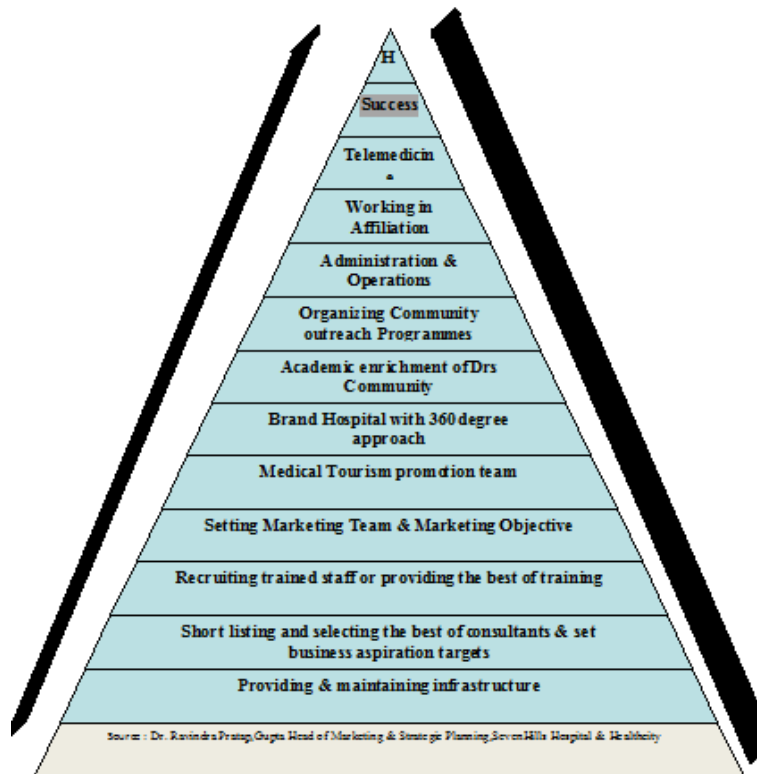 H
Success
Telemedicin
e
Working in
Affiliation
Administration &
Operations
Organizing Community
outreach Programmes
Academic enrichment of Drs
Community
Brand Hospital with 360 degree
approach
Medical Tourism promotion team
Setting Marketing Team & Marketing Objective
Recruiting trained staff or providing the best of training
Short listing and selecting the best of consultants & set
business aspiration targets
Providing & maintaining infrastructure
Source : Dr. Ravindra Pratap,Gupta Head of Marketing & Strategic Planning,SevenHills Hospital & Healthcity